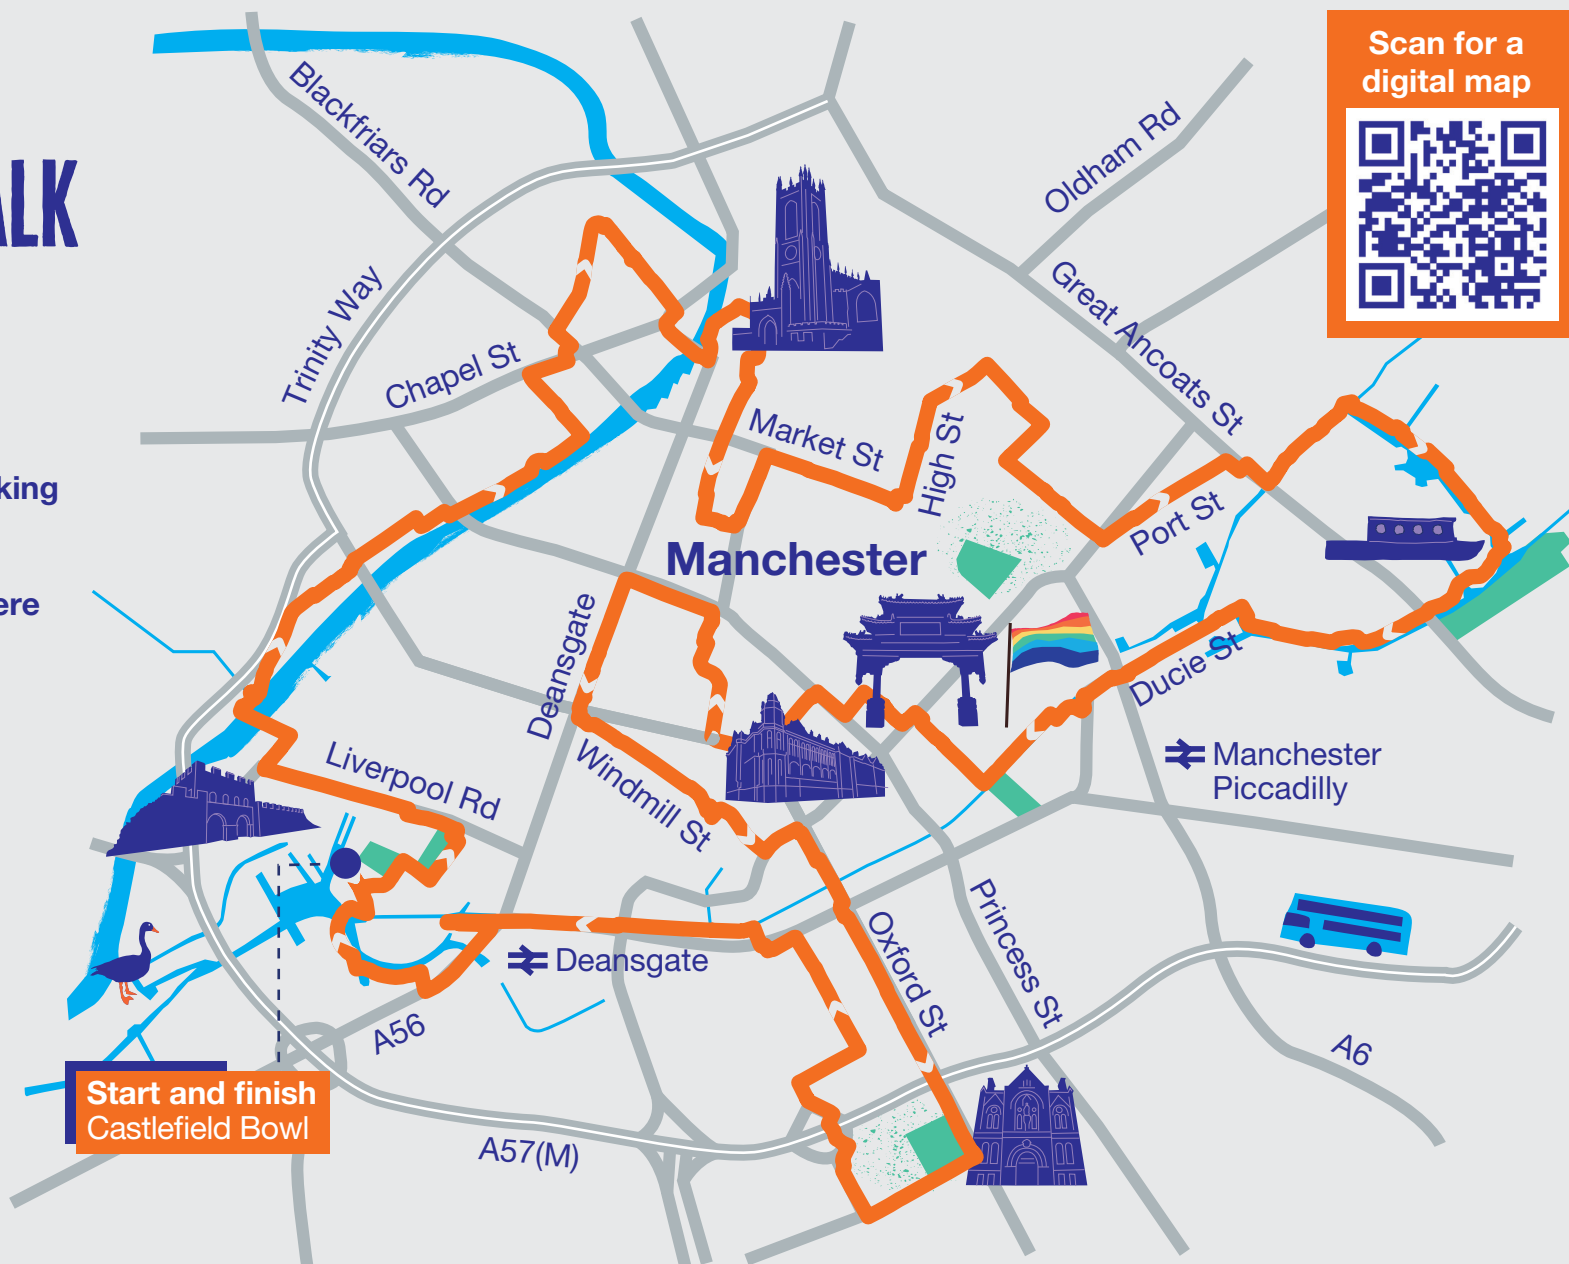 Scan for a
digital map
ALK
king
ere
Blackfriars Rd
Oldham Rd
Trinity Way
Great Ancoats St
Chapel St
Market St
High St
Port St
Manchester
Deansgate
Ducie St
Windmill St
Manchester
Piccadilly
Liverpool Rd
Princess St
Oxford St
Deansgate
A56
A6
Start and finish
Castlefield Bowl
A57(M)